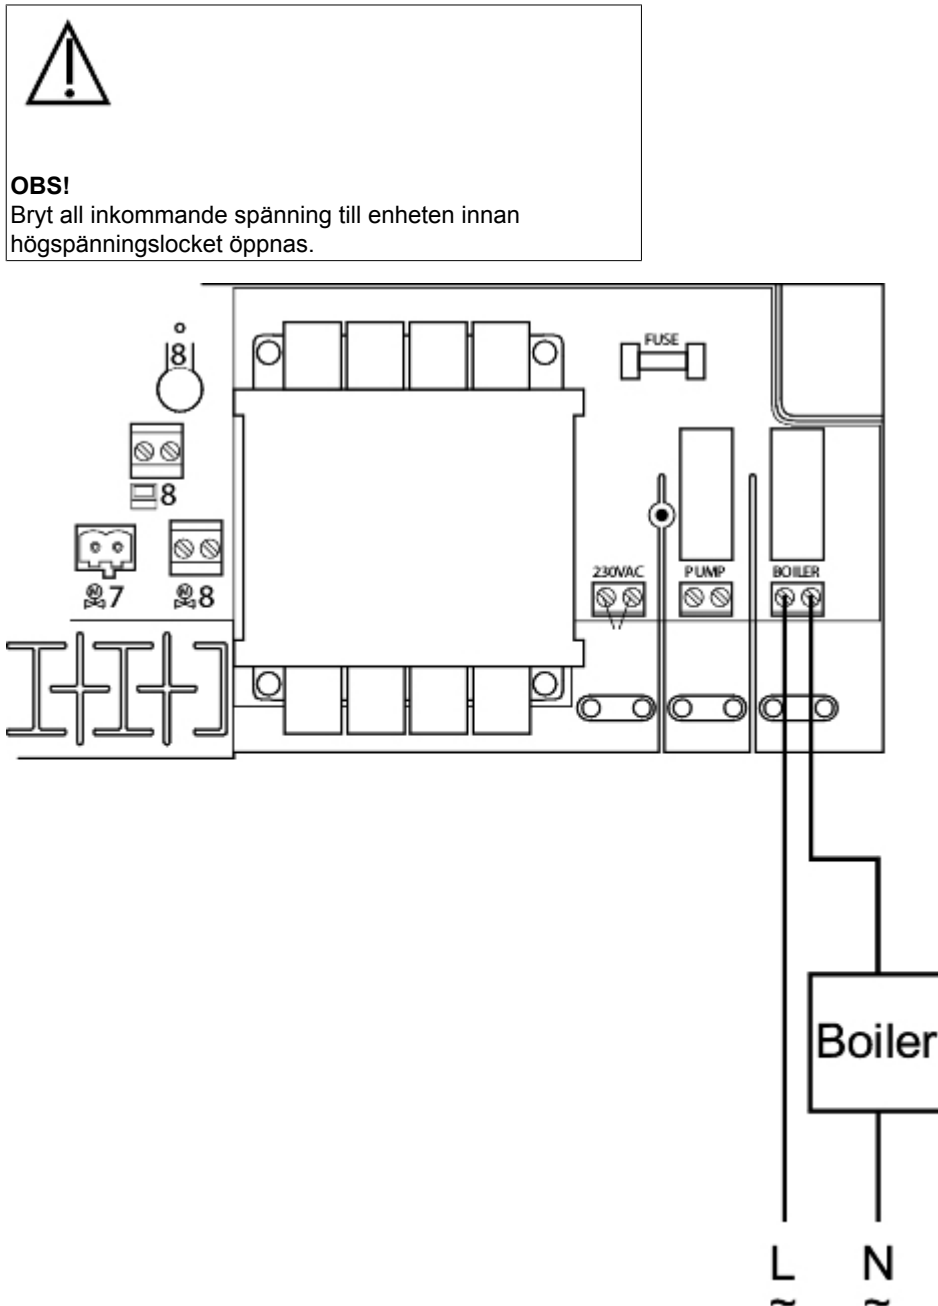 OBS!
Bryt all inkommande spänning till enheten innan
högspänningslocket öppnas.
8
FUSE
8
7
8
230VAC
PUMP
BOILER
Boiler
L
N
~
~